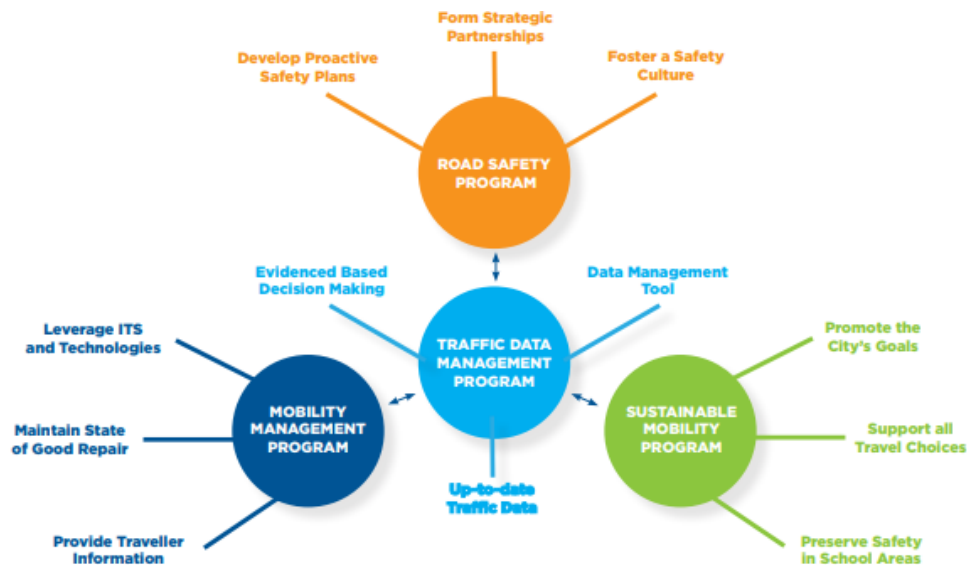 Form Strategic
Partnerships
Develop Proactive
Safety Plans
Foster a Safety
Culture
ROAD SAFETY
PROGRAM
Evidenced Based
Decision Making
Data Management
Tool
TRAFFIC DATA
MANAGEMENT
PROGRAM
Up-to-date
Traffic Data
Leverage ITS
and Technologies
Maintain State
of Good Repair
Provide Traveller
Information
MOBILITY
MANAGEMENT
PROGRAM
SUSTAINABLE
MOBILITY
PROGRAM
Promote the
City's Goals
Support all
Travel Choices
Preserve Safety
in School Areas